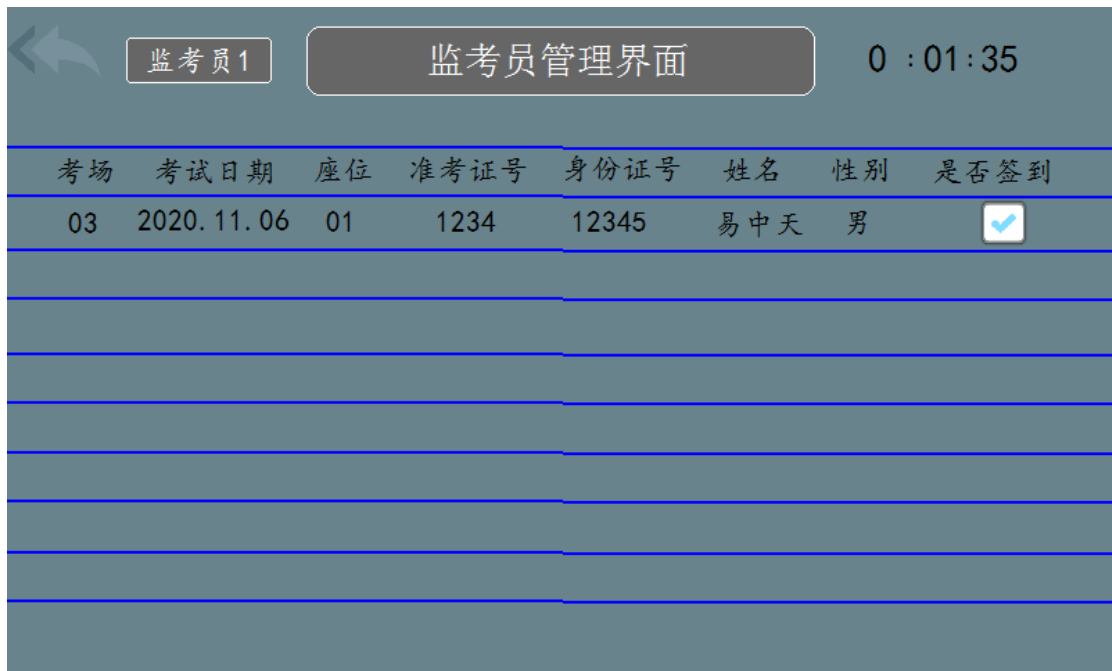 监考员1 监考员管理界面 0 :01:35
考场 考试日期 座位 准考证号 身份证号 姓名 性别 是否签到
03 2020.11.06 01 1234 12345 易中天 男